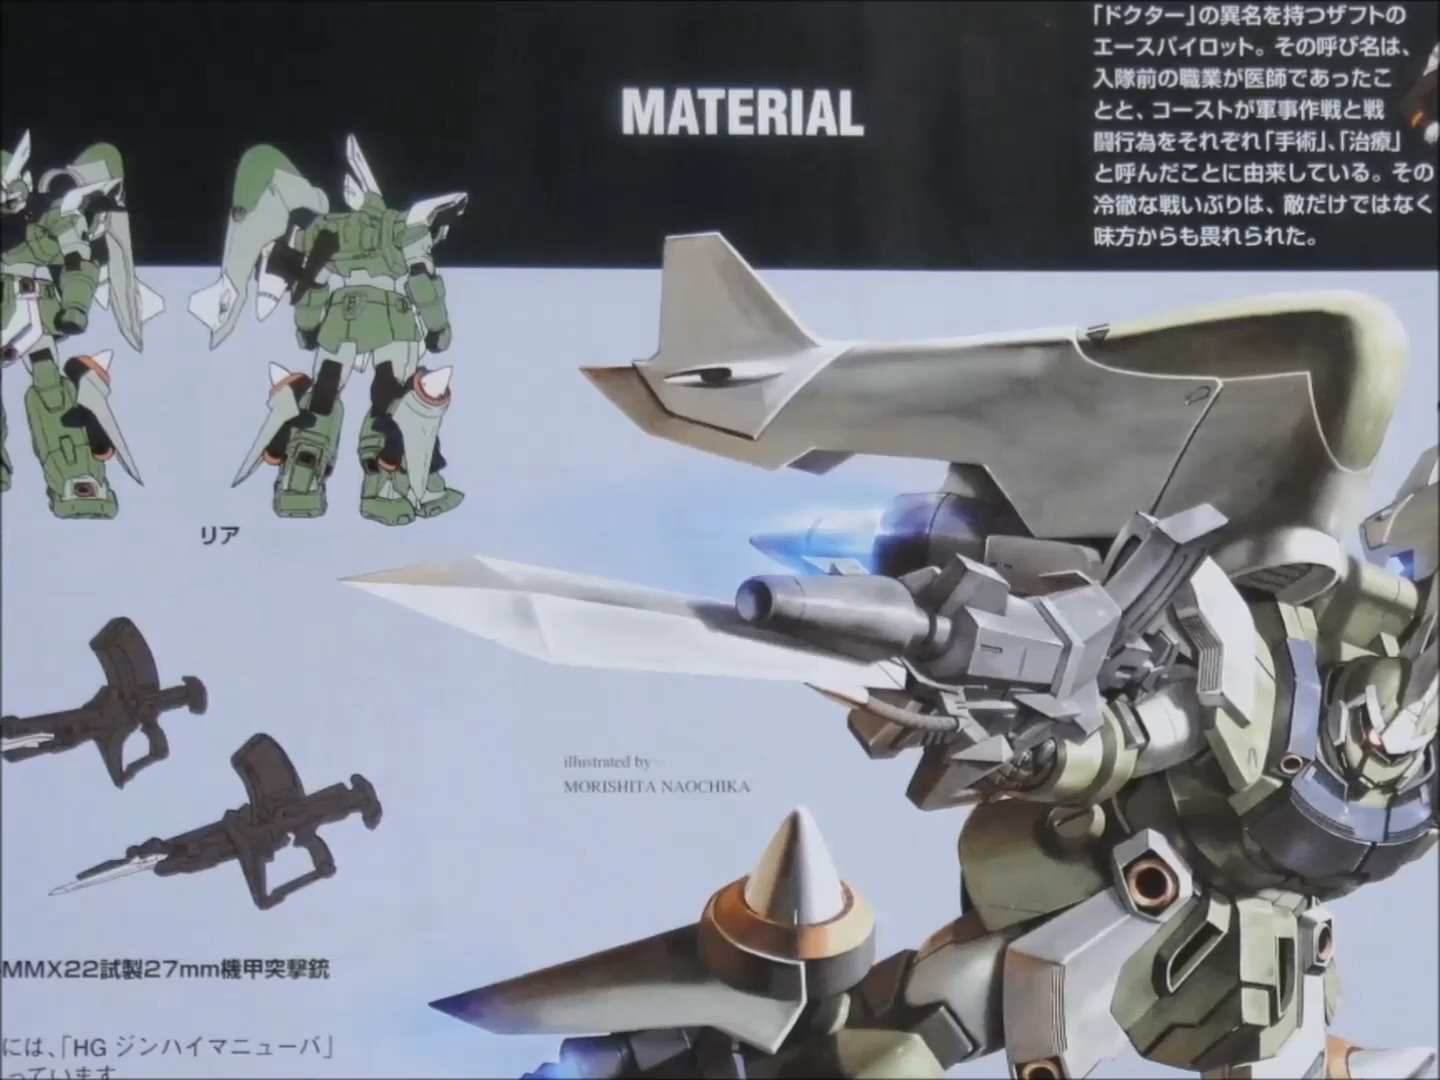 「ドクター」の異名を持つザフトの
エースパイロット。その呼び名は、
入隊前の職業が医師であったこ
とと、コーストが軍事作戦と戦
闘行為をそれぞれ「手術」、「治療」
と呼んだことに由来している。その
冷徹な戦いぶりは、敵だけではなく
味方からも畏れられた。
MATERIAL
リア
illustrated by
MORISHITA NAOCHIKA
MMX22試製27mm機甲突撃銃
には、「HG ジンハイマニューバ」
っています